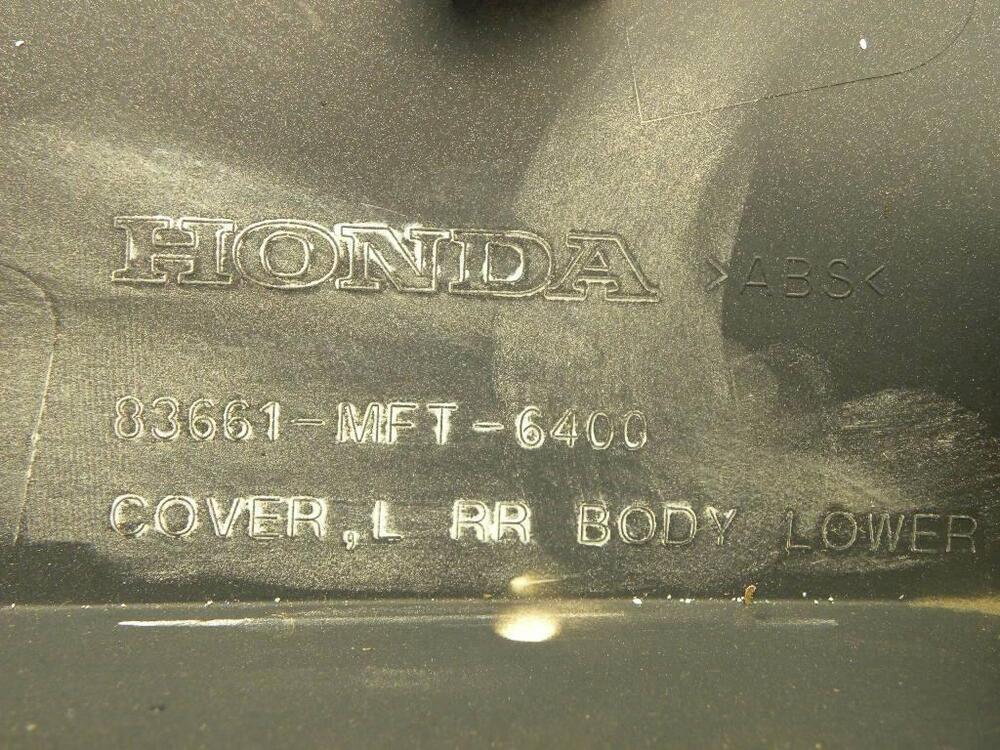 HONDA >ABS<
83661-MFT-6400
COVER,L RR BODY LOWER